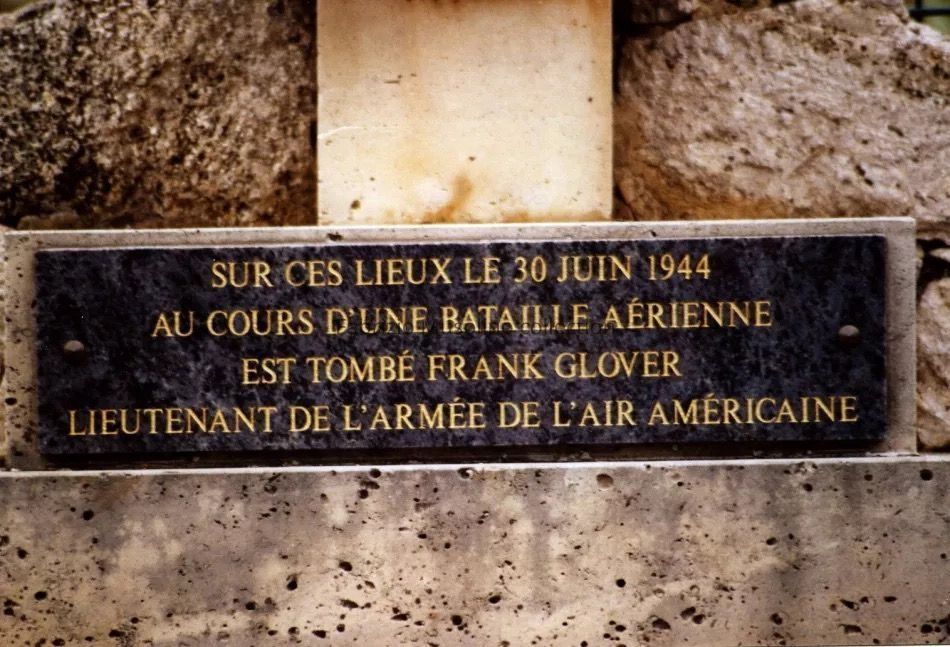 SUR CES LIEUX LE 30 JUIN 1944
AU COURS D'UNE BATAILLE AÉRIENNE
EST TOMBÉ FRANK GLOVER
LIEUTENANT DE L'ARMÉE DE L'AIR AMÉRICAINE